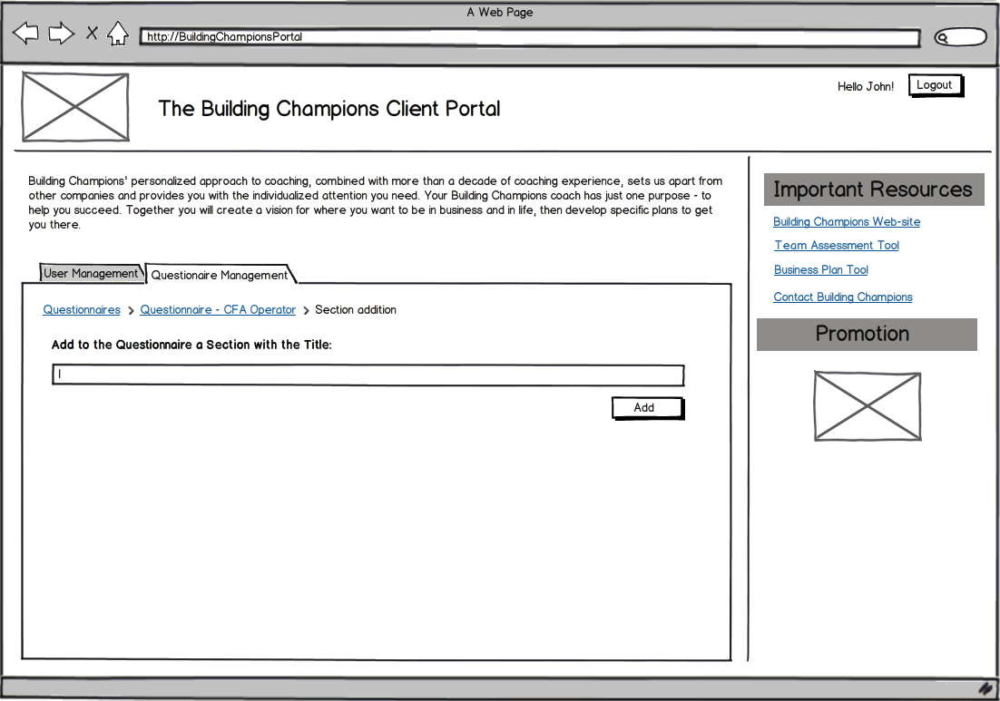 A Web Page
http://BuildingChampionsPortal
Hello John!
Logout
The Building Champions Client Portal
Building Champions' personalized approach to coaching, combined with more than a decade of coaching experience, sets us apart from
other companies and provides you with the individualized attention you need. Your Building Champions coach has just one purpose - to
help you succeed. Together you will create a vision for where you want to be in business and in life, then develop specific plans to get
you there.
User Management
Questionaire Management
Questionnaires > Questionnaire - CFA Operator > Section addition
Add to the Questionnaire a Section with the Title:
Add
Important Resources
Building Champions Web-site
Team Assessment Tool
Business Plan Tool
Contact Building Champions
Promotion